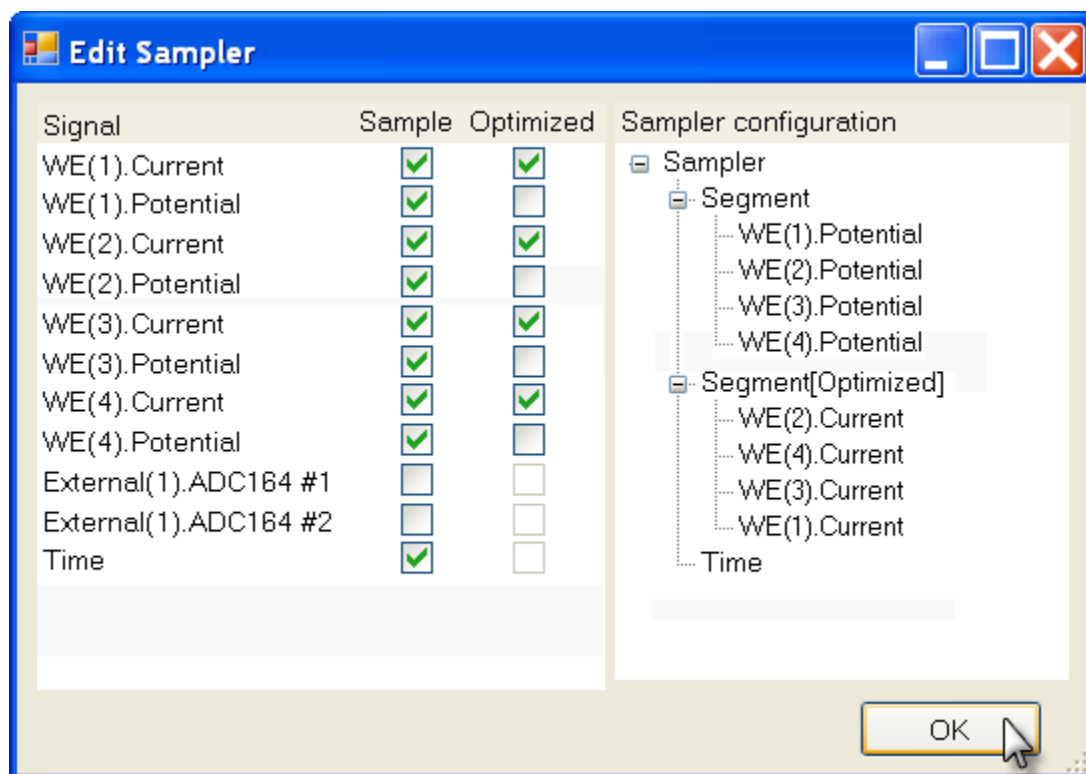 Edit Sampler
Signal Sample Optimized
WE(1).Current
WE(1).Potential
WE(2).Current
WE(2).Potential
WE(3).Current
WE(3).Potential
WE(4).Current
WE(4).Potential
External(1).ADC164 #1
External(1).ADC164 #2
Time
Sampler configuration
Sampler
Segment
WE(1).Potential
WE(2).Potential
WE(3).Potential
WE(4).Potential
Segment[Optimized]
WE(2).Current
WE(4).Current
WE(3).Current
WE(1).Current
Time
OK